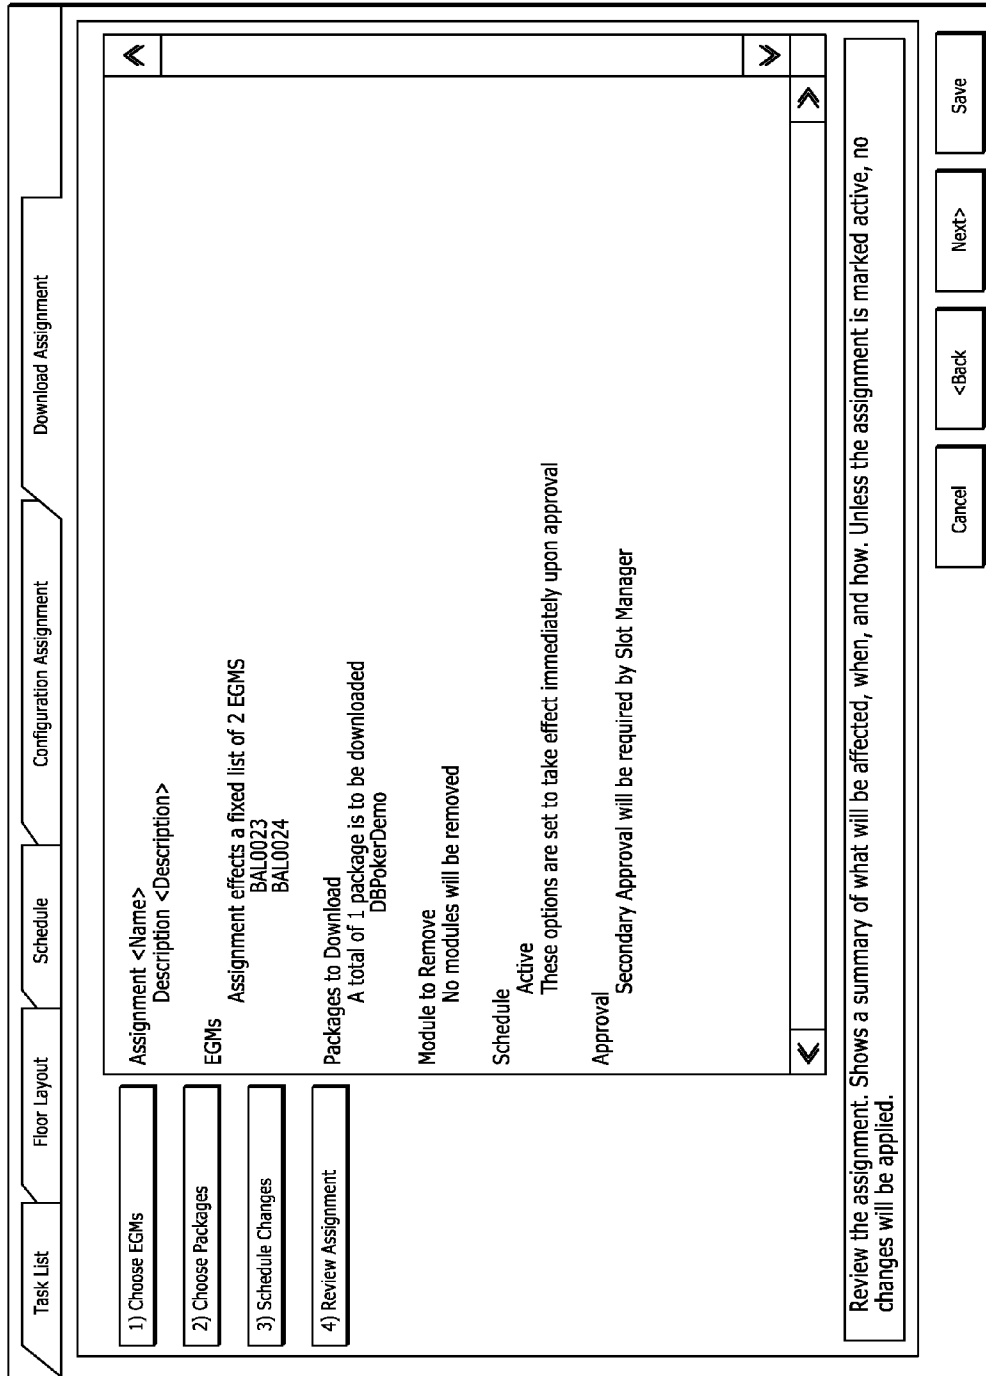 Task List
Floor Layout
Schedule
Configuration Assignment
Download Assignment
1) Choose EGMs
2) Choose Packages
3) Schedule Changes
4) Review Assignment
Assignment <Name>
Description <Description>
EGMs
Assignment effects a fixed list of 2 EGMS
BAL0023
BAL0024
Packages to Download
A total of 1 package is to be downloaded
DBPokerDemo
Module to Remove
No modules will be removed
Schedule
Active
These options are set to take effect immediately upon approval
Approval
Secondary Approval will be required by Slot Manager
Review the assignment. Shows a summary of what will be affected, when, and how. Unless the assignment is marked active, no
changes will be applied.
Cancel
<Back
Next>
Save